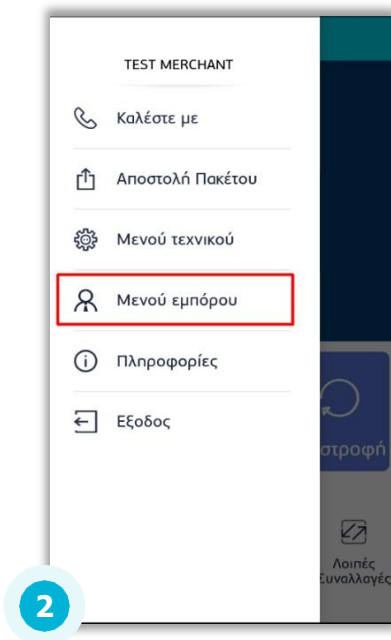 TEST MERCHANT
Καλέστε με
Αποστολή Πακέτου
Μενού τεχνικού
Μενού εμπόρου
Πληροφορίες
Εξοδος
στροφή
Λοιπές
Συναλλαγές
2